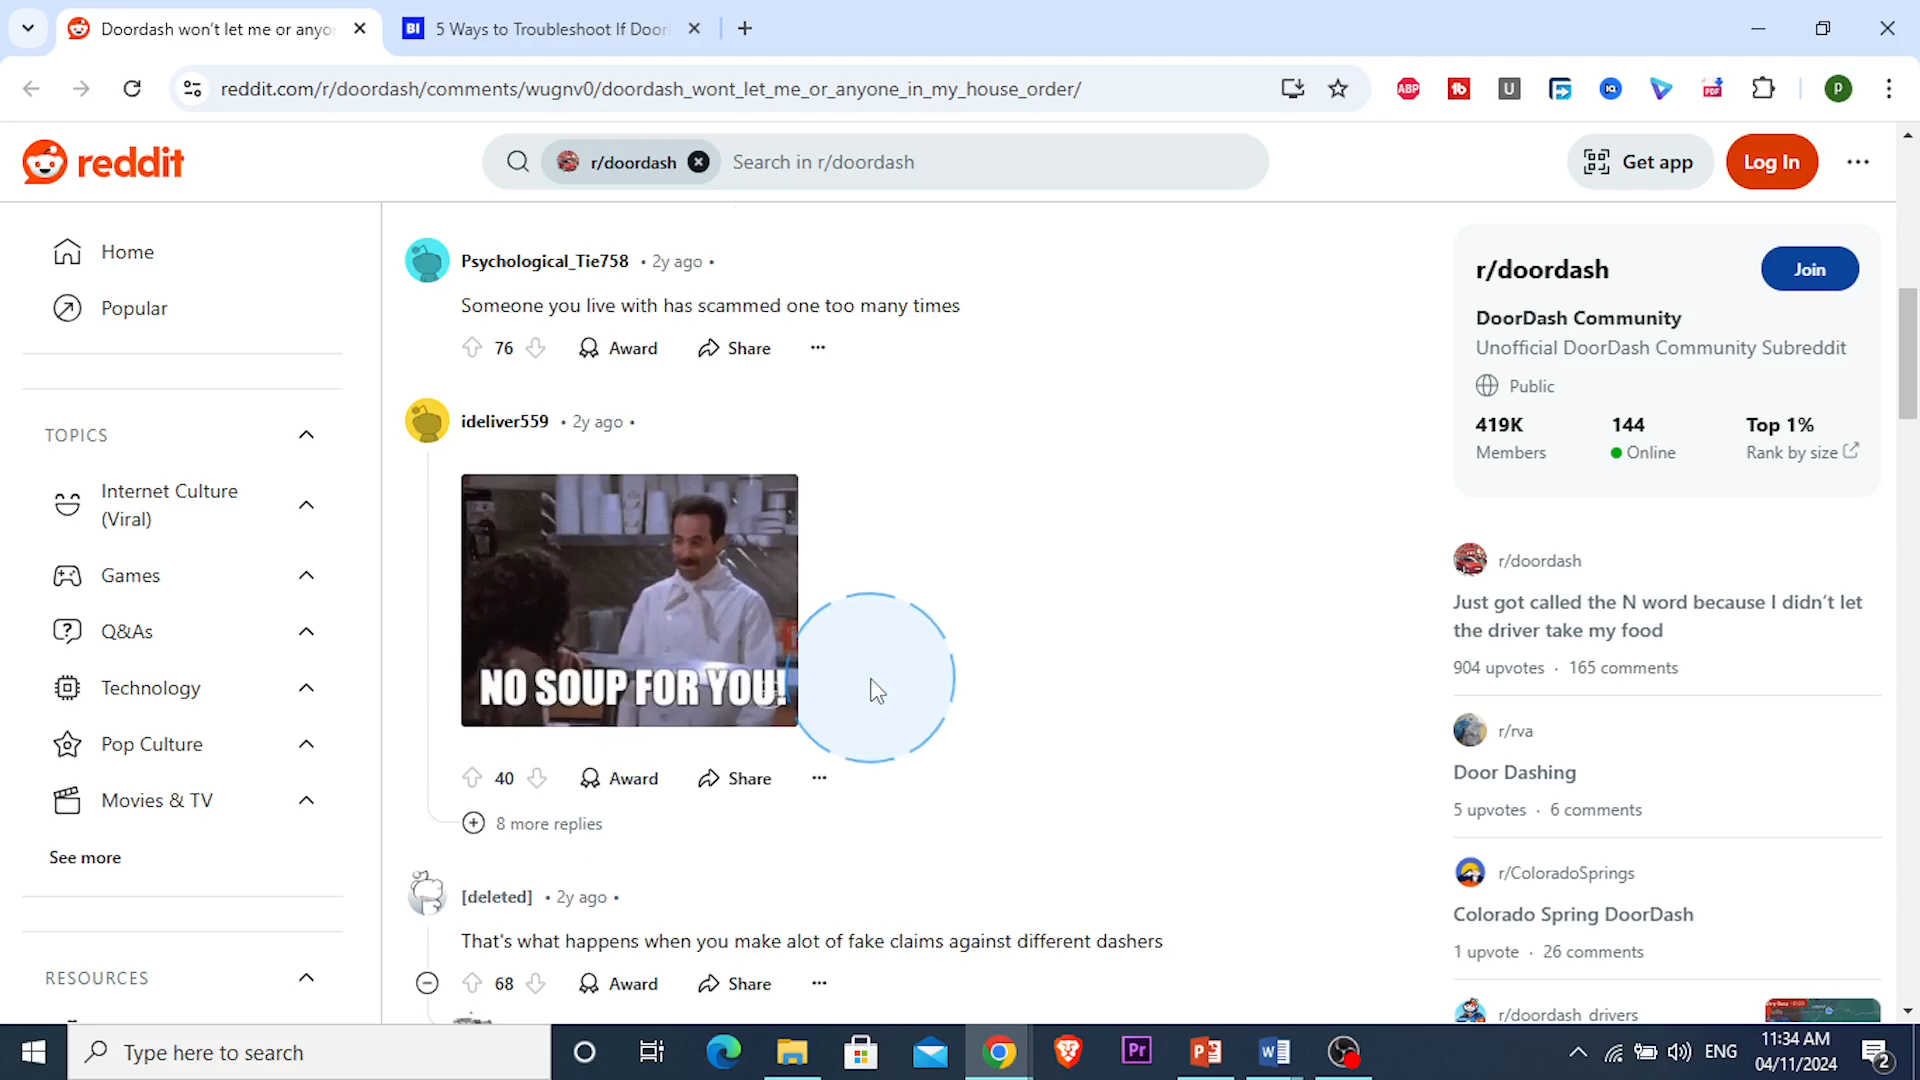 Doordash won't let me or anyo
5 Ways to Troubleshoot If Door
reddit.com/r/doordash/comments/wugnv0/doordash_wont_let_me_or_anyone_in_my_house_order/
reddit
r/doordash
Search in r/doordash
Get app
Log In
Home
Popular
TOPICS
Internet Culture
(Viral)
Games
Q&As
Technology
Pop Culture
Movies & TV
See more
RESOURCES
Psychological_Tie758 • 2y ago •
Someone you live with has scammed one too many times
76 Award Share
ideliver559 • 2y ago •
NO SOUP FOR YOU!
40 Award Share
8 more replies
[deleted] • 2y ago •
That's what happens when you make alot of fake claims against different dashers
68 Award Share
r/doordash
Join
DoorDash Community
Unofficial DoorDash Community Subreddit
Public
419K 144 Top 1%
Members Online Rank by size
r/doordash
Just got called the N word because I didn't let
the driver take my food
904 upvotes · 165 comments
r/rva
Door Dashing
5 upvotes · 6 comments
r/ColoradoSprings
Colorado Spring DoorDash
1 upvote · 26 comments
r/doordash_drivers
Type here to search
ENG
11:34 AM
04/11/2024
2
BI
ABP
tb
U
IQ
PDF
P
Pr